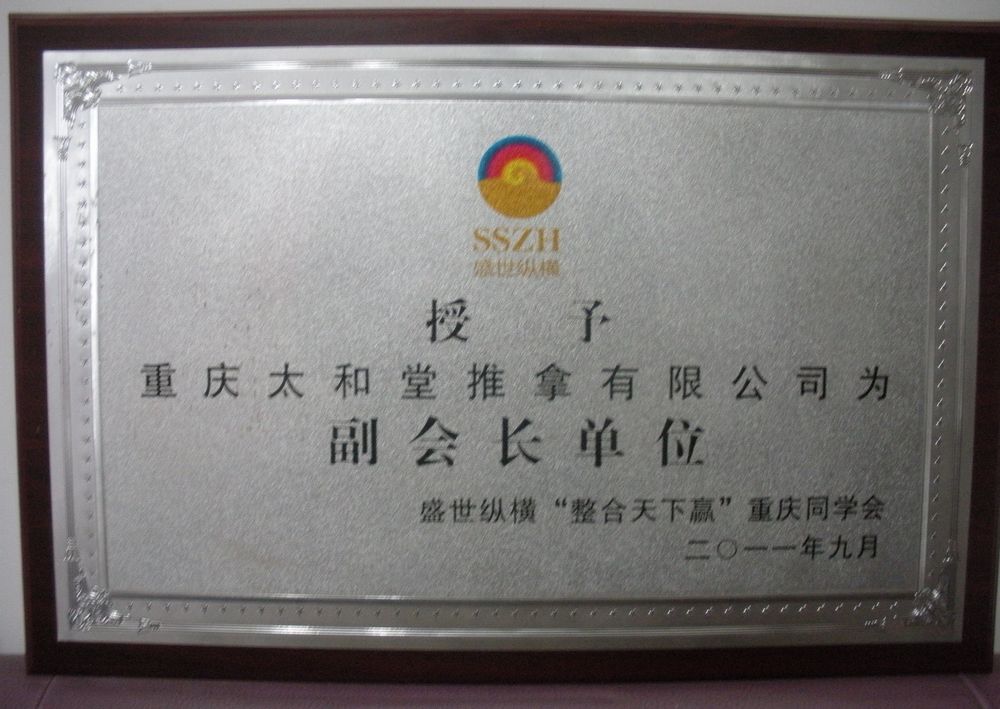 SSZH
盛世纵横
授 予
重庆太和堂推拿有限公司为
副会长单位
盛世纵横“整合天下赢”重庆同学会
二〇一一年九月